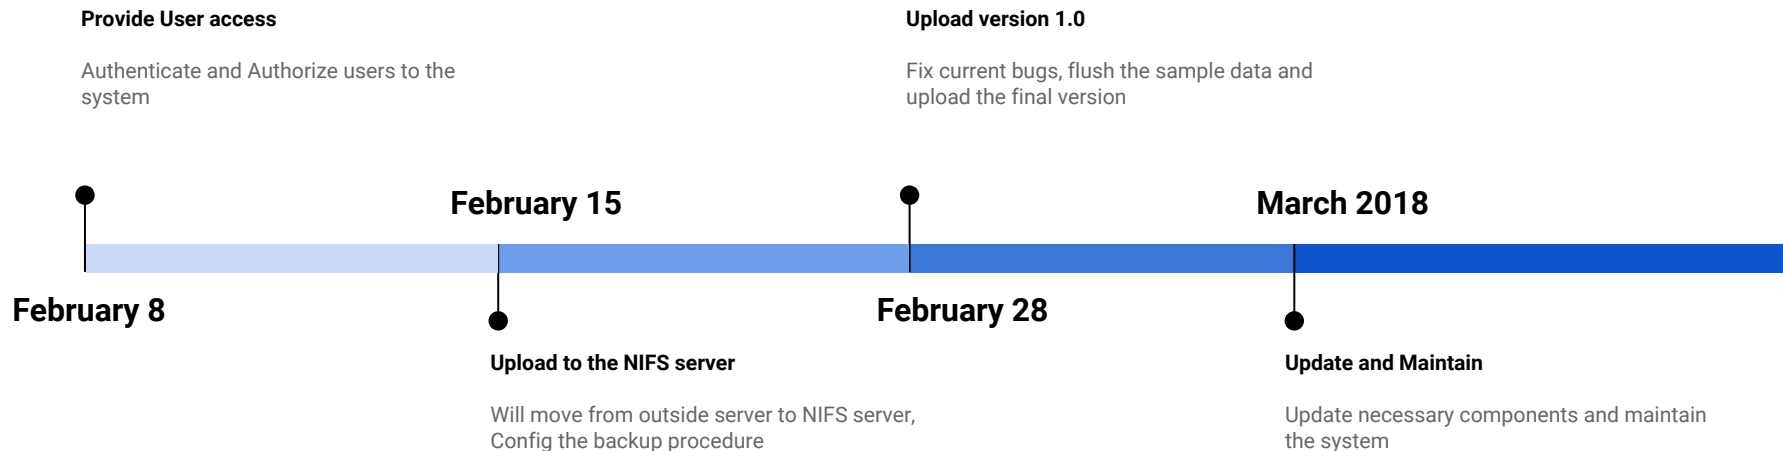 Provide User access
Authenticate and Authorize users to the
system
Upload version 1.0
Fix current bugs, flush the sample data and
upload the final version
February 15
March 2018
February 8
February 28
Upload to the NIFS server
Will move from outside server to NIFS server,
Config the backup procedure
Update and Maintain
Update necessary components and maintain
the system